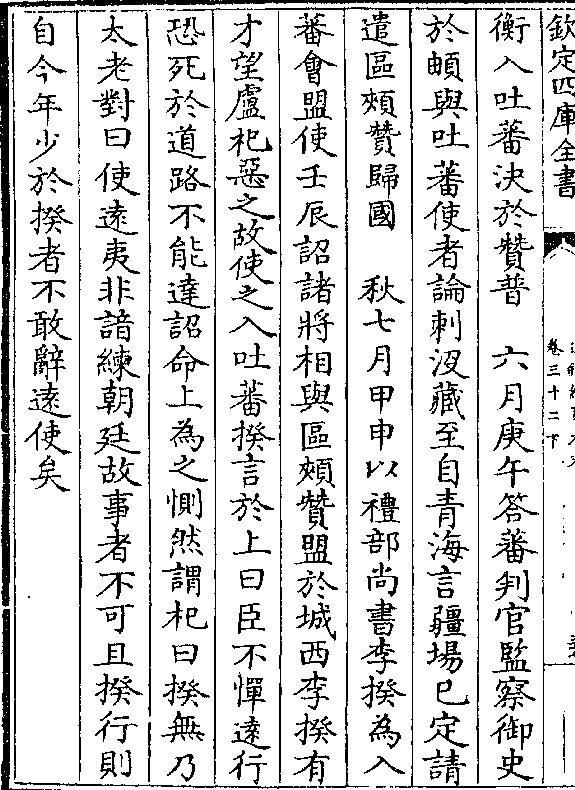 欽定四庫全書
卷三十二下
衡入吐蕃決於贊普　六月庚午答蕃判官監察御史
於頔與吐蕃使者論刺沒藏至自青海言疆場已定請
遣區頰贊歸國　秋七月甲申以禮部尚書李揆為入
蕃會盟使壬辰詔諸將相與區頰贊盟於城西李揆有
才望盧杞惡之故使之入吐蕃揆言於上曰臣不憚遠行
恐死於道路不能達詔命上為之惻然謂杞曰揆無乃
太老對曰使遠夷非諳練朝廷故事者不可且揆行則
自今年少於揆者不敢辭遠使矣